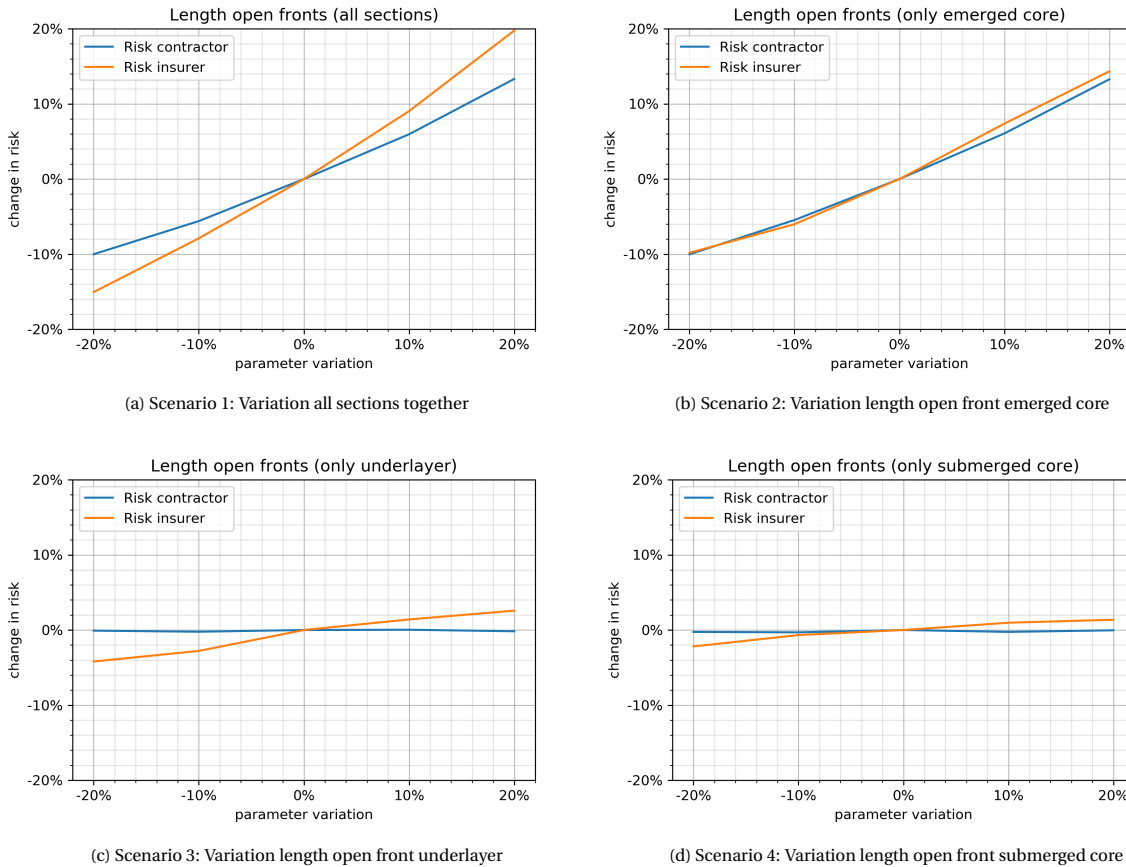 Length open fronts (all sections)
20%
10%
0%
-10%
-20%
change in risk
Risk contractor
Risk insurer
-20%
-10%
0%
10%
20%
parameter variation
(a) Scenario 1: Variation all sections together
Length open fronts (only emerged core)
20%
10%
0%
-10%
-20%
change in risk
Risk contractor
Risk insurer
-20%
-10%
0%
10%
20%
parameter variation
(b) Scenario 2: Variation length open front emerged core
Length open fronts (only underlayer)
20%
10%
0%
-10%
-20%
change in risk
Risk contractor
Risk insurer
-20%
-10%
0%
10%
20%
parameter variation
(c) Scenario 3: Variation length open front underlayer
Length open fronts (only submerged core)
20%
10%
0%
-10%
-20%
change in risk
Risk contractor
Risk insurer
-20%
-10%
0%
10%
20%
parameter variation
(d) Scenario 4: Variation length open front submerged core